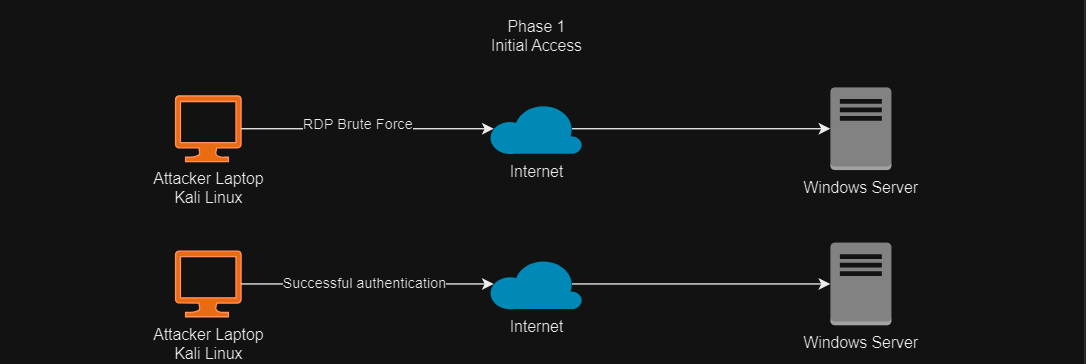 Phase 1
Initial Access
RDP Brute Force
Attacker Laptop
Kali Linux
Internet
Windows Server
Successful authentication
Attacker Laptop
Kali Linux
Internet
Windows Server